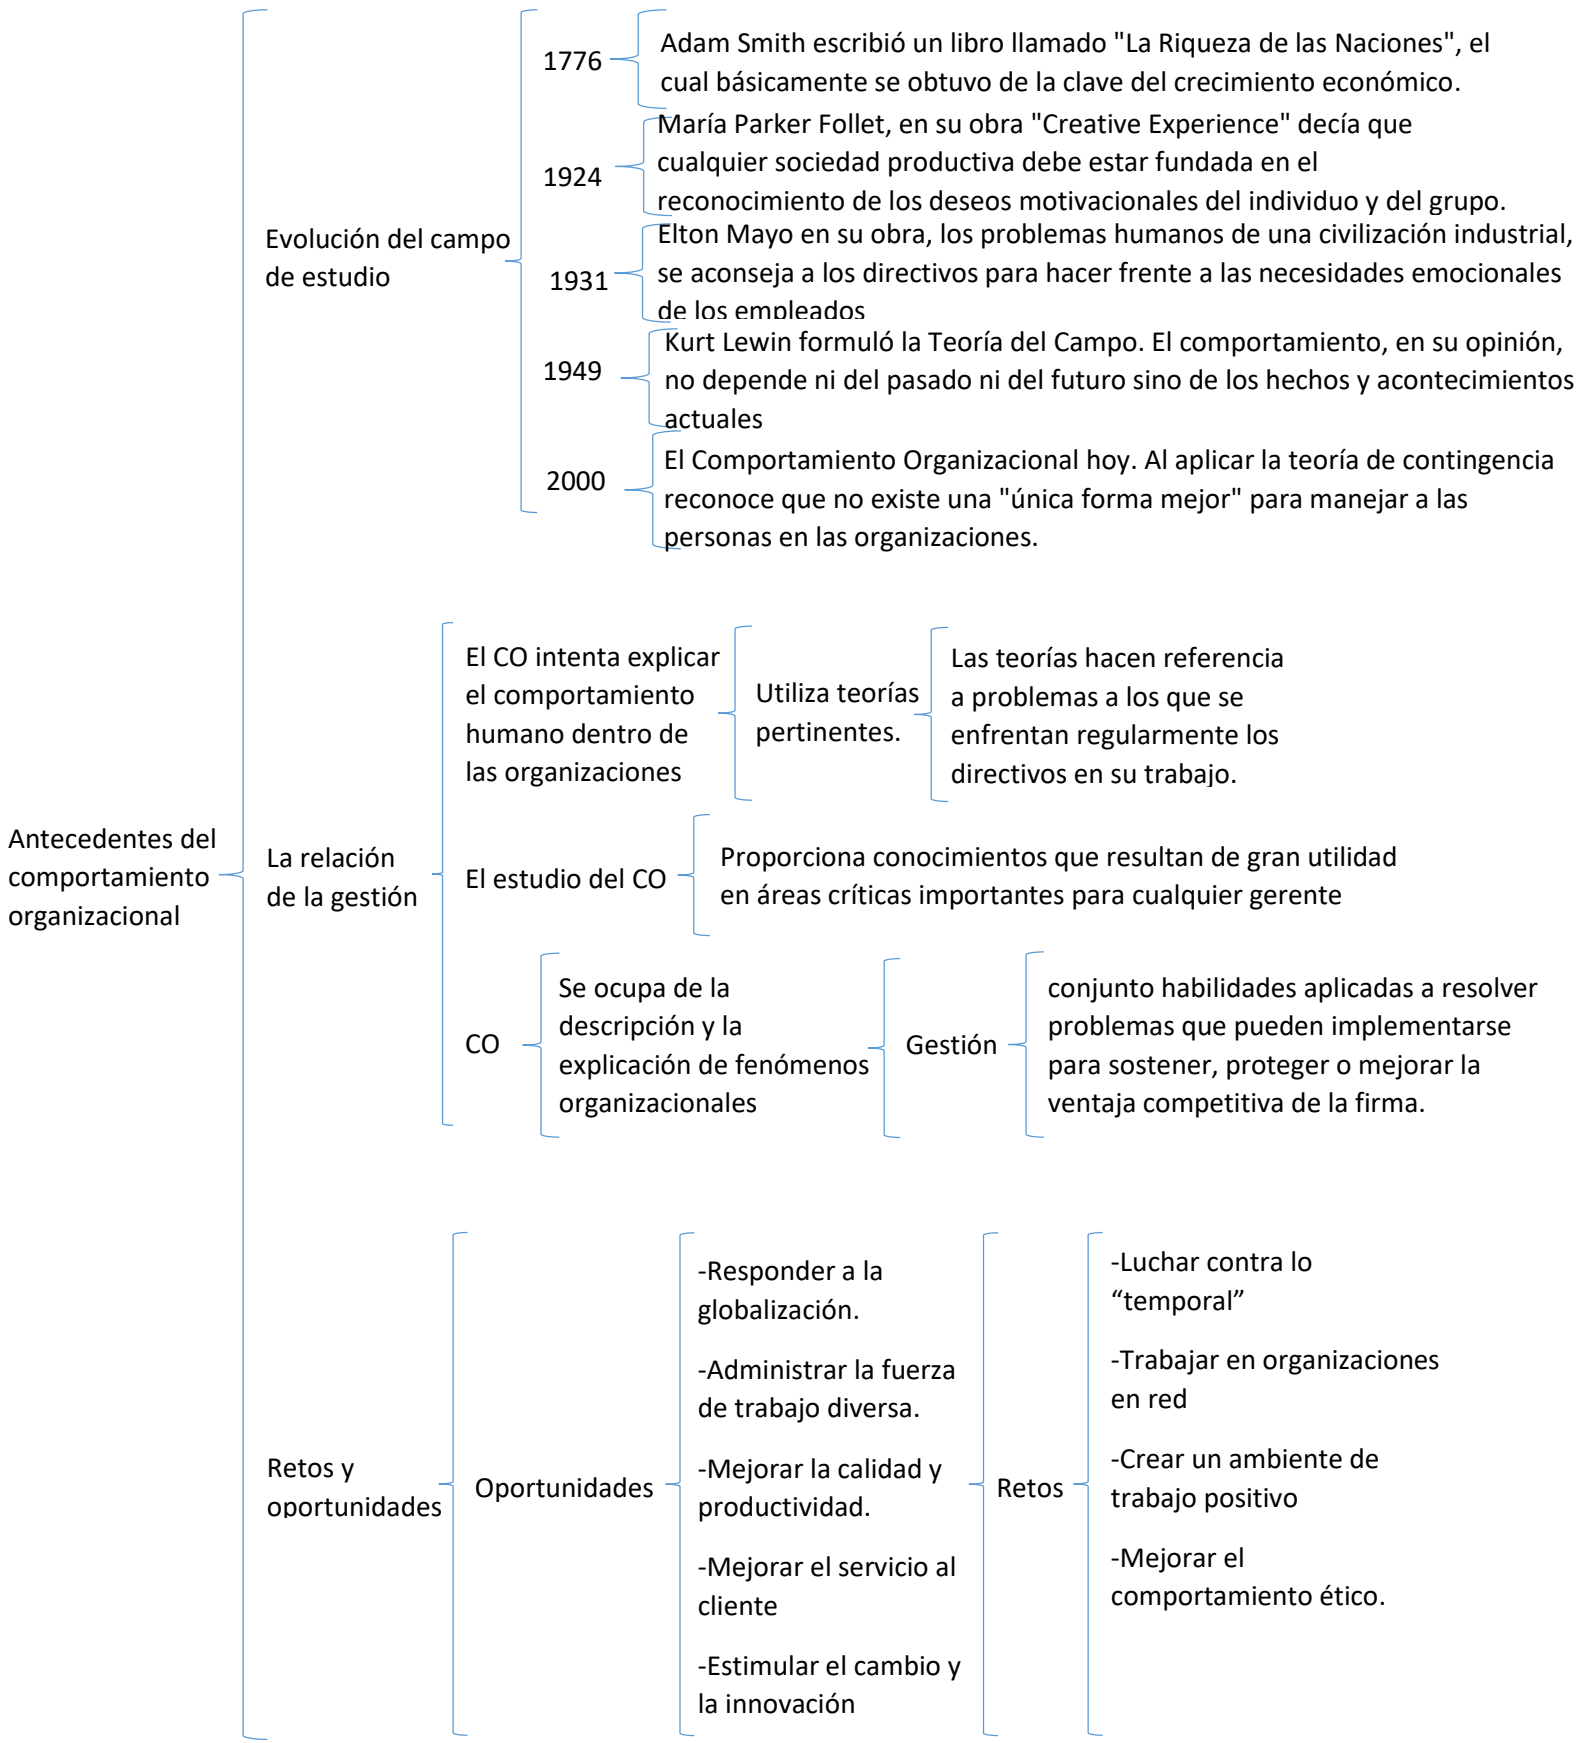 Antecedentes del
comportamiento
organizacional
Evolución del campo
de estudio
1776
Adam Smith escribió un libro llamado "La Riqueza de las Naciones", el
cual básicamente se obtuvo de la clave del crecimiento económico.
1924
María Parker Follet, en su obra "Creative Experience" decía que
cualquier sociedad productiva debe estar fundada en el
reconocimiento de los deseos motivacionales del individuo y del grupo.
1931
Elton Mayo en su obra, los problemas humanos de una civilización industrial,
se aconseja a los directivos para hacer frente a las necesidades emocionales
de los empleados
1949
Kurt Lewin formuló la Teoría del Campo. El comportamiento, en su opinión,
no depende ni del pasado ni del futuro sino de los hechos y acontecimientos
actuales
2000
El Comportamiento Organizacional hoy. Al aplicar la teoría de contingencia
reconoce que no existe una "única forma mejor" para manejar a las
personas en las organizaciones.
La relación
de la gestión
El CO intenta explicar
el comportamiento
humano dentro de
las organizaciones
Utiliza teorías
pertinentes.
Las teorías hacen referencia
a problemas a los que se
enfrentan regularmente los
directivos en su trabajo.
El estudio del CO
Proporciona conocimientos que resultan de gran utilidad
en áreas críticas importantes para cualquier gerente
CO
Se ocupa de la
descripción y la
explicación de fenómenos
organizacionales
Gestión
conjunto habilidades aplicadas a resolver
problemas que pueden implementarse
para sostener, proteger o mejorar la
ventaja competitiva de la firma.
Retos y
oportunidades
Oportunidades
-Responder a la
globalización.
-Administrar la fuerza
de trabajo diversa.
-Mejorar la calidad y
productividad.
-Mejorar el servicio al
cliente
-Estimular el cambio y
la innovación
Retos
-Luchar contra lo
“temporal”
-Trabajar en organizaciones
en red
-Crear un ambiente de
trabajo positivo
-Mejorar el
comportamiento ético.